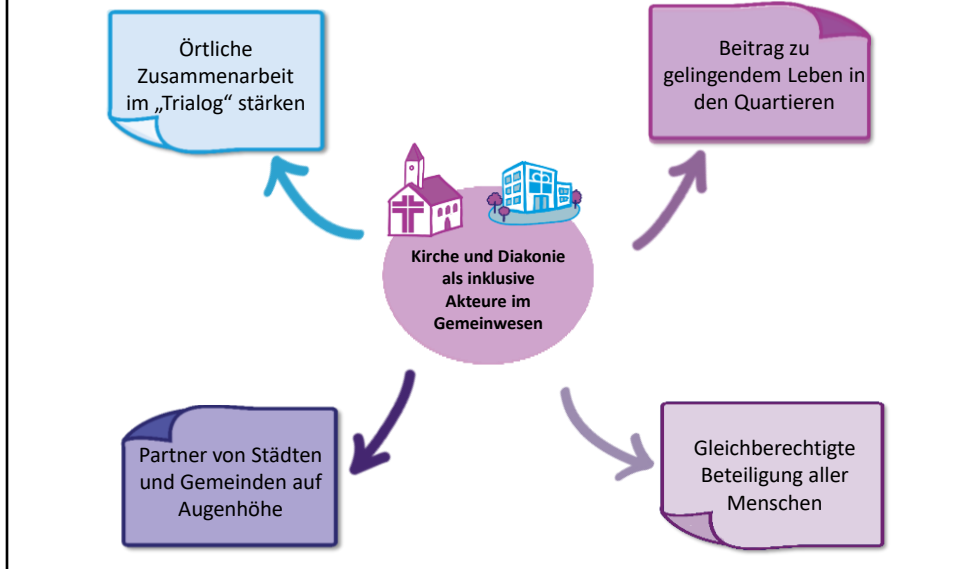 Örtliche
Zusammenarbeit
im „Trialog“ stärken
Beitrag zu
gelingendem Leben in
den Quartieren
Kirche und Diakonie
als inklusive
Akteure im
Gemeinwesen
Partner von Städten
und Gemeinden auf
Augenhöhe
Gleichberechtigte
Beteiligung aller
Menschen